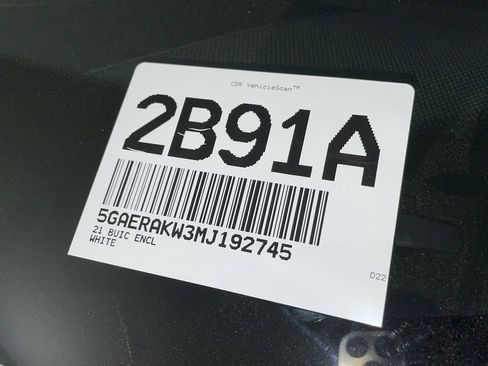 CDK VehicleScan™
2B91A
5GAERAKW3MJ192745
21 BUIC ENCL
WHITE
D22